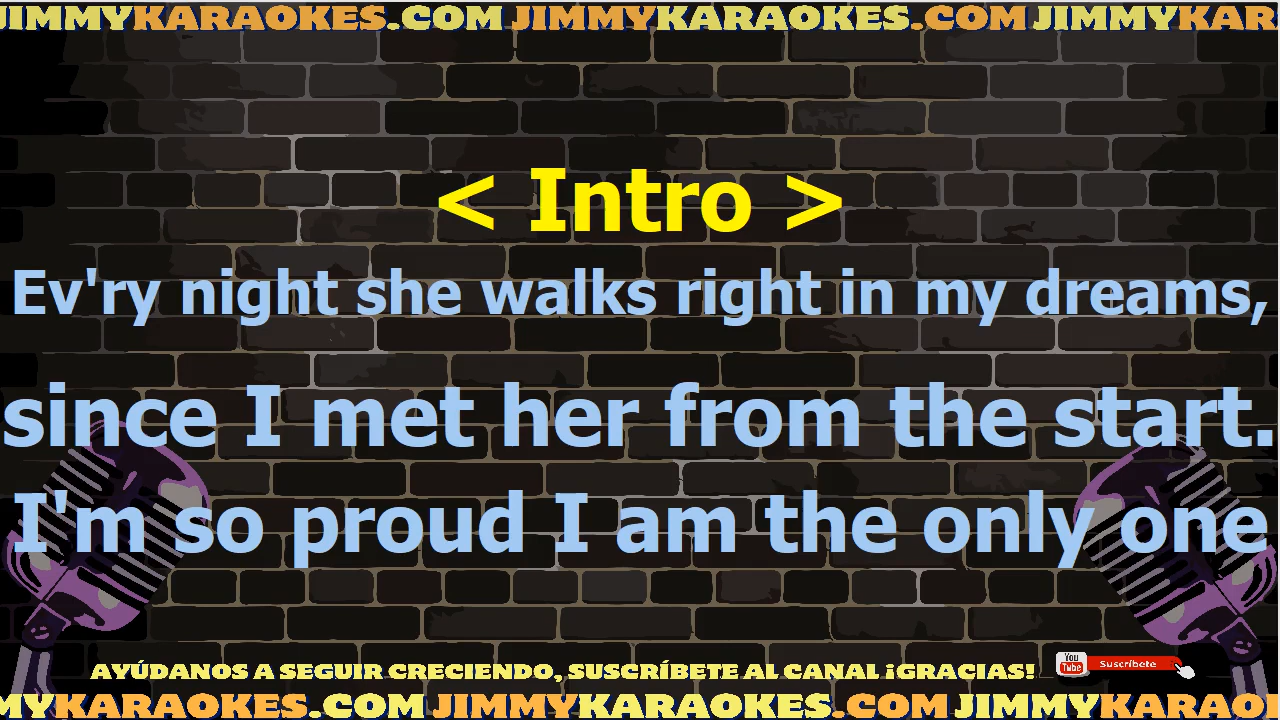 JIMMYKARAOKES.COM JIMMYKARAOKES.COM JIMMYKAR
< Intro >
Ev'ry night she walks right in my dreams,
since I met her from the start.
I'm so proud I am the only one
AYÚDANOS A SEGUIR CRECIENDO, SUSCRÍBETE AL CANAL ¡GRACIAS!
You Tube Suscríbete
MYKARAOKES.COM JIMMYKARAOKES.COM JIMMYKARAO